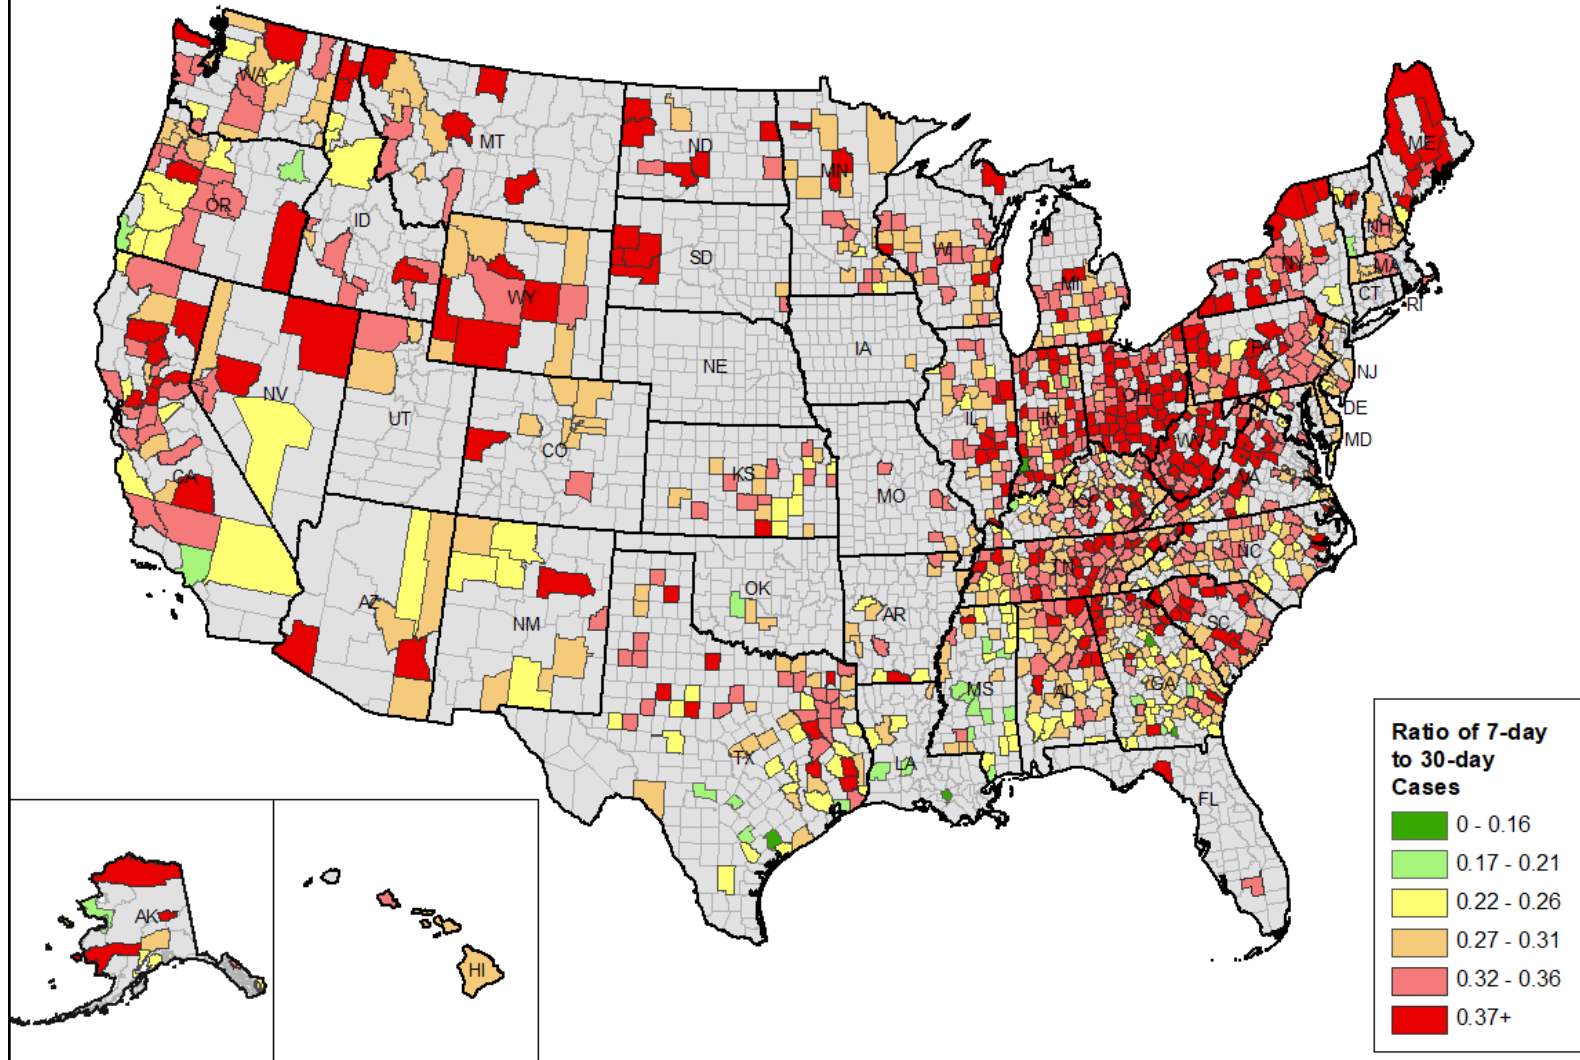 WA
MT
ND
MN
ME
VT
NH
OR
ID
WI
NY
MA
SD
MI
CT
RI
WY
IA
PA
NE
NJ
NV
OH
DE
UT
IL
IN
CO
WV
MD
CA
KS
VA
MO
KY
NC
TN
OK
AZ
AR
NM
SC
MS
AL
GA
TX
LA
FL
AK
HI
Ratio of 7-day
to 30-day
Cases
0 - 0.16
0.17 - 0.21
0.22 - 0.26
0.27 - 0.31
0.32 - 0.36
0.37+